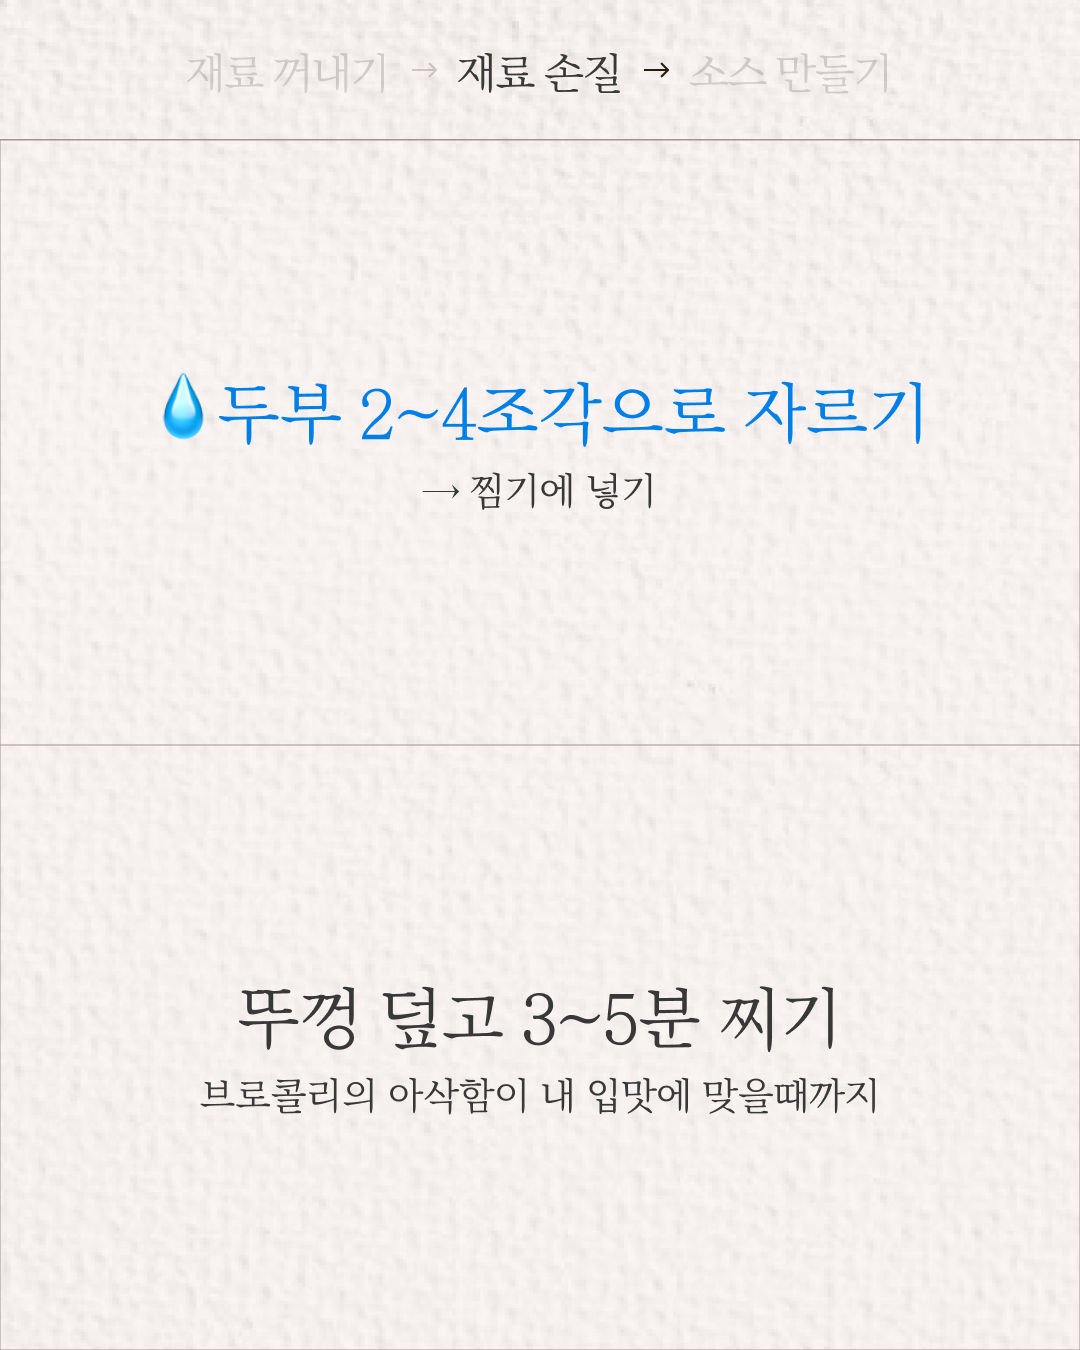 재료 꺼내기 → 재료 손질 → 소스 만들기
💧두부 2~4조각으로 자르기
→ 찜기에 넣기
뚜껑 덮고 3~5분 찌기
브로콜리의 아삭함이 내 입맛에 맞을때까지